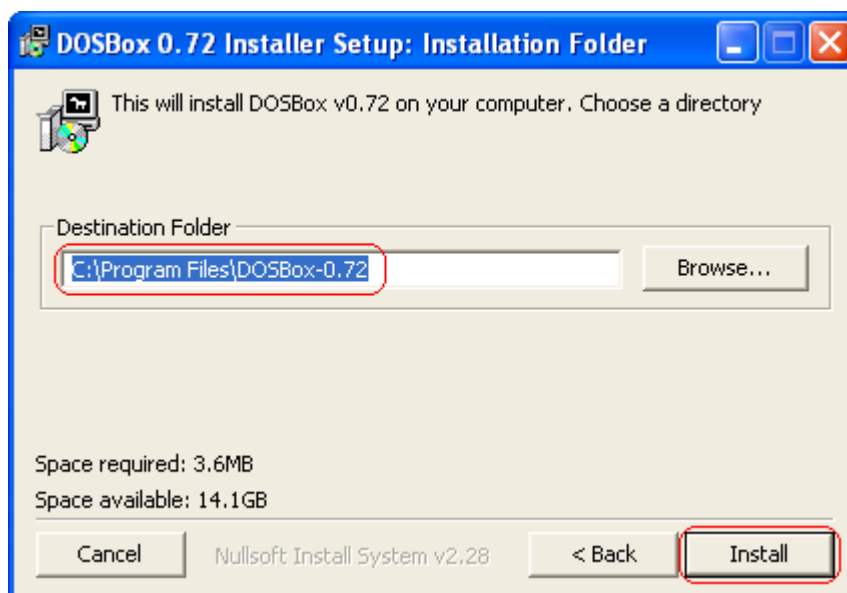 DOSBox 0.72 Installer Setup: Installation Folder
This will install DOSBox v0.72 on your computer. Choose a directory
Destination Folder
C:\Program Files\DOSBox-0.72
Browse...
Space required: 3.6MB
Space available: 14.1GB
Cancel
Nullsoft Install System v2.28
< Back
Install